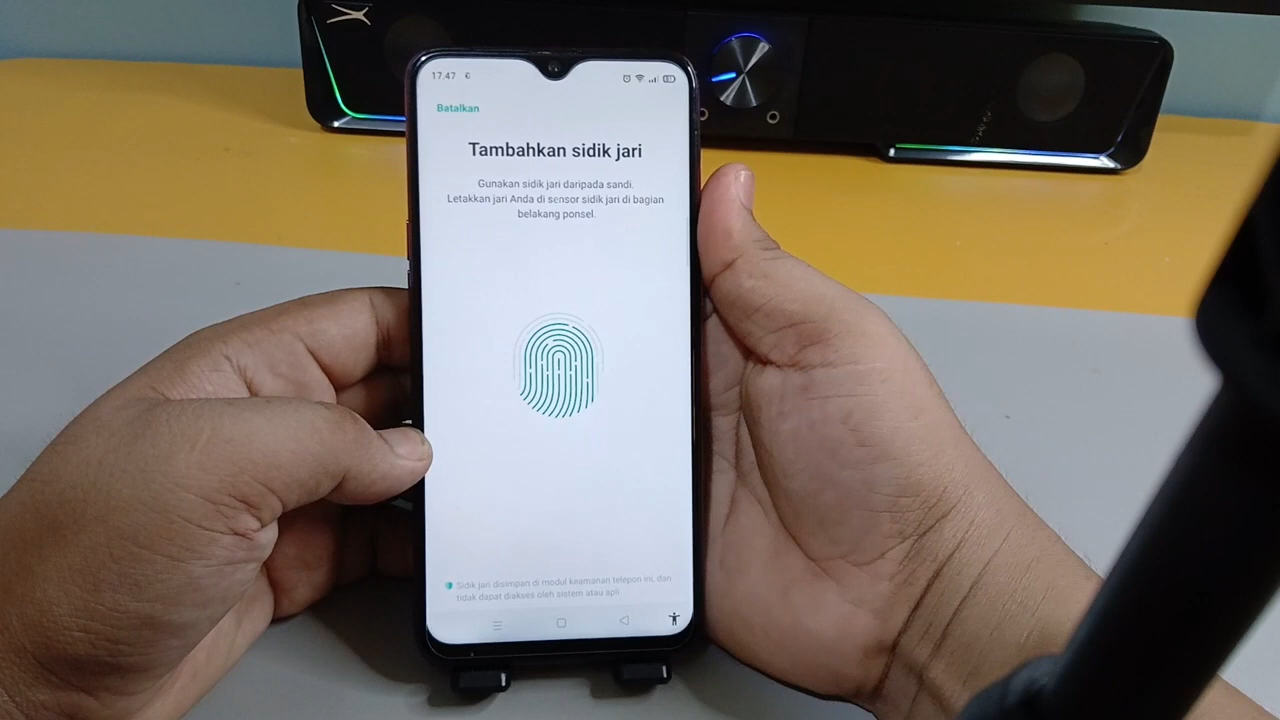 17.47
Batalkan
Tambahkan sidik jari
Gunakan sidik jari daripada sandi.
Letakkan jari Anda di sensor sidik jari di bagian
belakang ponsel.
Sidik jari disimpan di modul keamanan telepon ini, dan
tidak dapat diakses oleh sistem atau apli